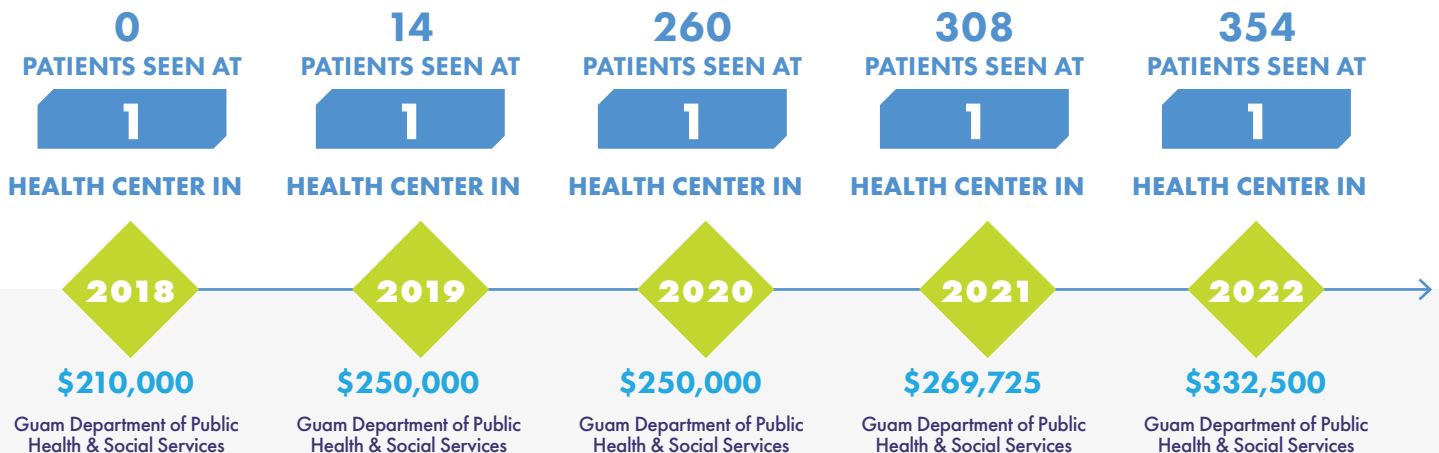 0
PATIENTS SEEN AT
1
HEALTH CENTER IN
2018
$210,000
Guam Department of Public
Health & Social Services
14
PATIENTS SEEN AT
1
HEALTH CENTER IN
2019
$250,000
Guam Department of Public
Health & Social Services
260
PATIENTS SEEN AT
1
HEALTH CENTER IN
2020
$250,000
Guam Department of Public
Health & Social Services
308
PATIENTS SEEN AT
1
HEALTH CENTER IN
2021
$269,725
Guam Department of Public
Health & Social Services
354
PATIENTS SEEN AT
1
HEALTH CENTER IN
2022
$332,500
Guam Department of Public
Health & Social Services